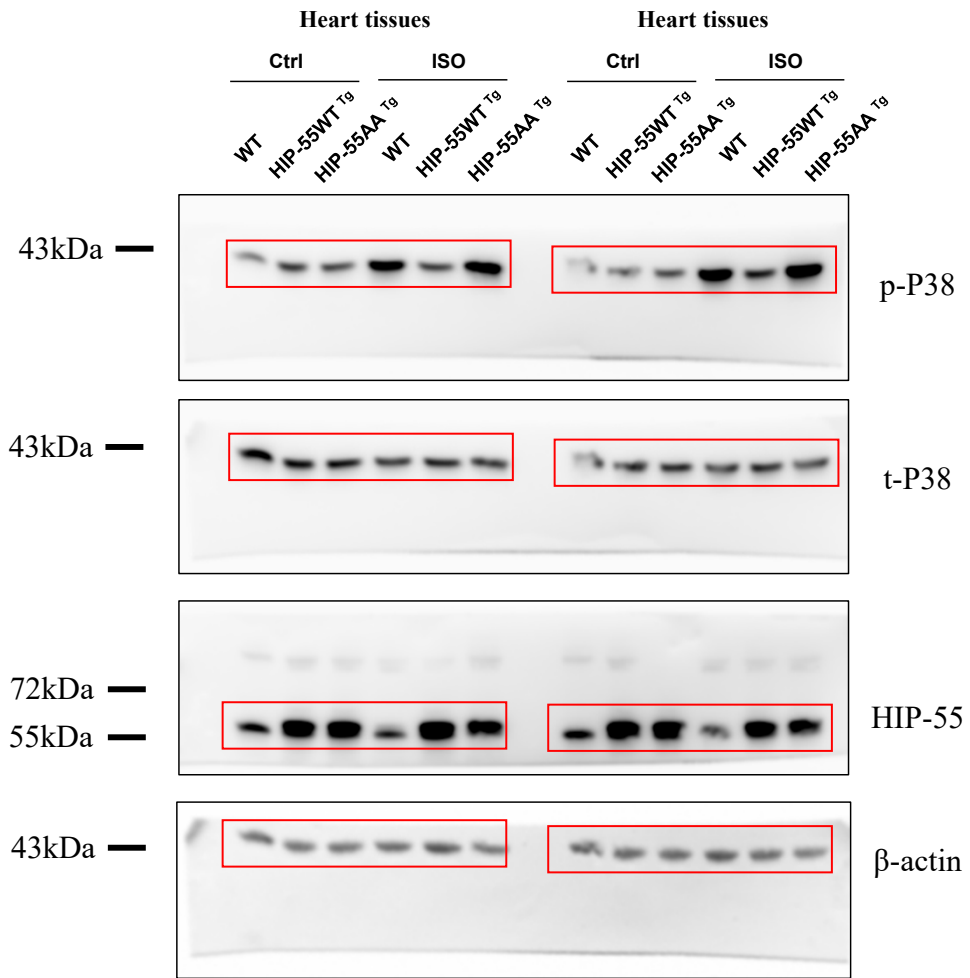 Heart tissues Heart tissues
Ctrl ISO Ctrl ISO
WT HIP-55WT Tg HIP-55AA Tg WT HIP-55WT Tg HIP-55AA Tg WT HIP-55WT Tg HIP-55AA Tg WT HIP-55WT Tg HIP-55AA Tg
43kDa
p-P38
43kDa
t-P38
72kDa
HIP-55
55kDa
43kDa
β-actin